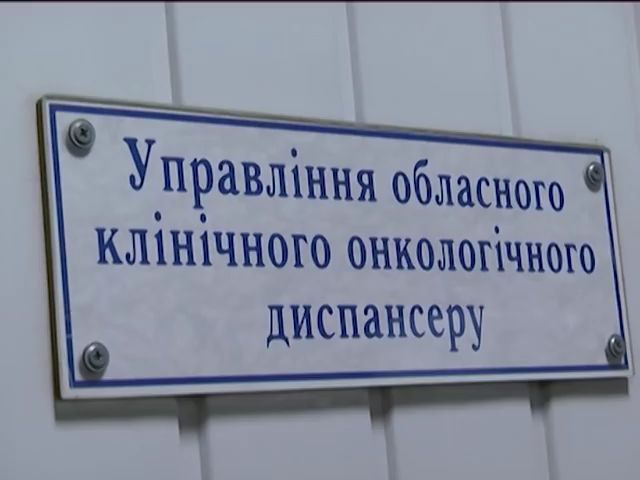 Управління обласного
клінічного онкологічного
диспансеру